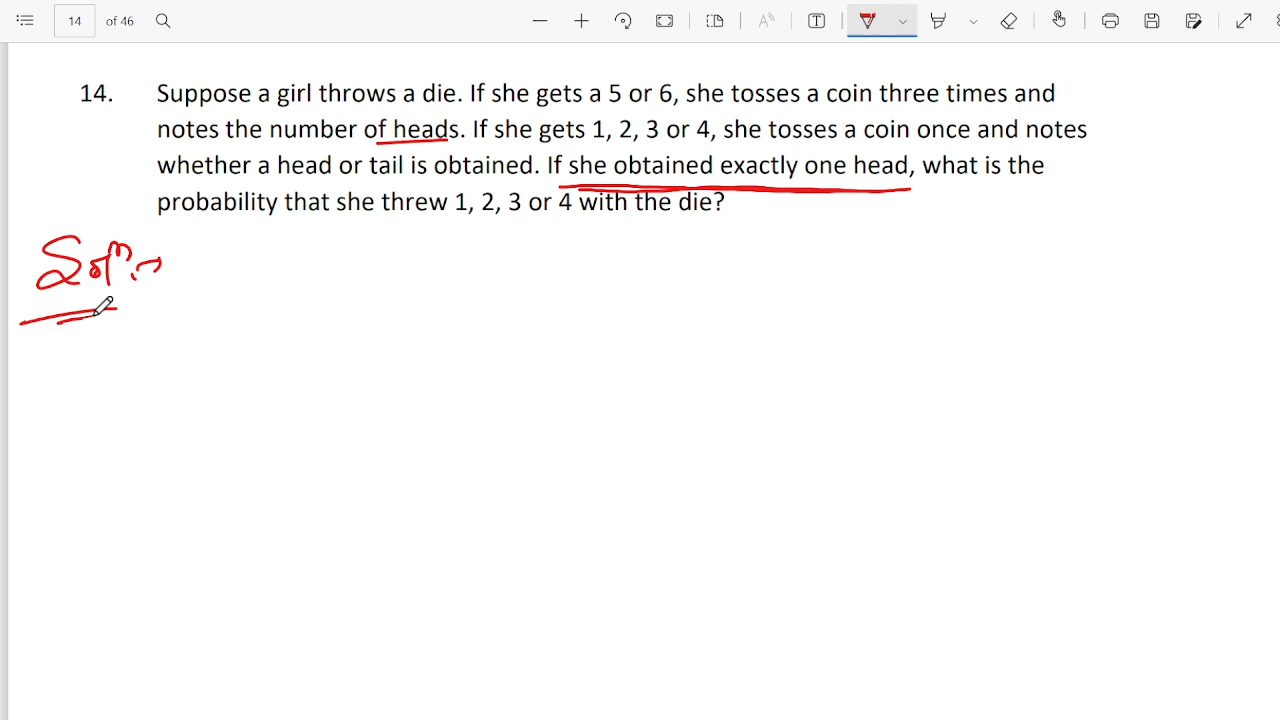 14 of 46
14. Suppose a girl throws a die. If she gets a 5 or 6, she tosses a coin three times and
notes the number of heads. If she gets 1, 2, 3 or 4, she tosses a coin once and notes
whether a head or tail is obtained. If she obtained exactly one head, what is the
probability that she threw 1, 2, 3 or 4 with the die?
Solⁿ.→